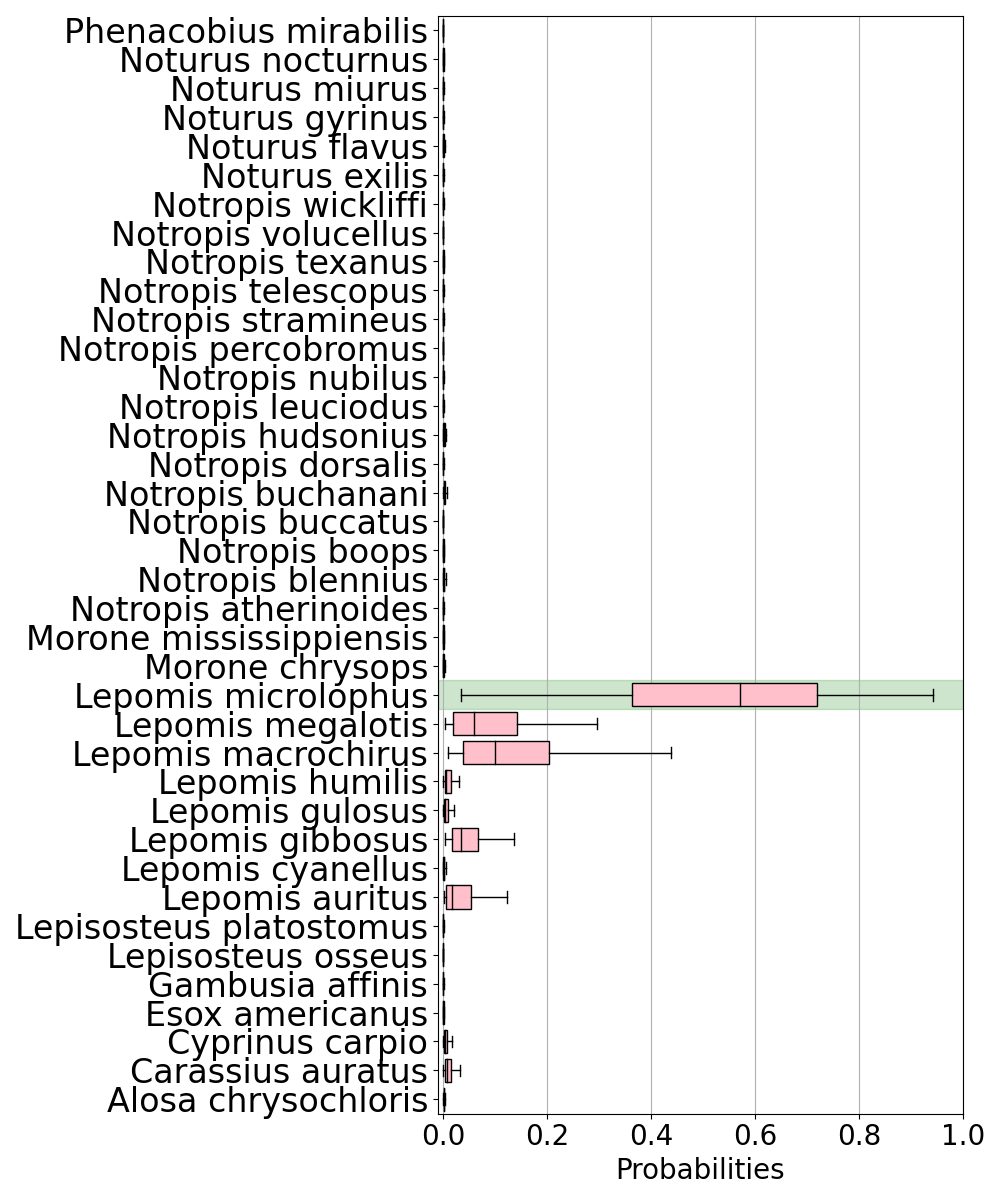 Phenacobius mirabilis
Noturus nocturnus
Noturus miurus
Noturus gyrinus
Noturus flavus
Noturus exilis
Notropis wickliffi
Notropis volucellus
Notropis texanus
Notropis telescopus
Notropis stramineus
Notropis percobromus
Notropis nubilus
Notropis leuciodus
Notropis hudsonius
Notropis dorsalis
Notropis buchanani
Notropis buccatus
Notropis boops
Notropis blennius
Notropis atherinoides
Morone mississippiensis
Morone chrysops
Lepomis microlophus
Lepomis megalotis
Lepomis macrochirus
Lepomis humilis
Lepomis gulosus
Lepomis gibbosus
Lepomis cyanellus
Lepomis auritus
Lepisosteus platostomus
Lepisosteus osseus
Gambusia affinis
Esox americanus
Cyprinus carpio
Carassius auratus
Alosa chrysochloris
0.0 0.2 0.4 0.6 0.8 1.0
Probabilities